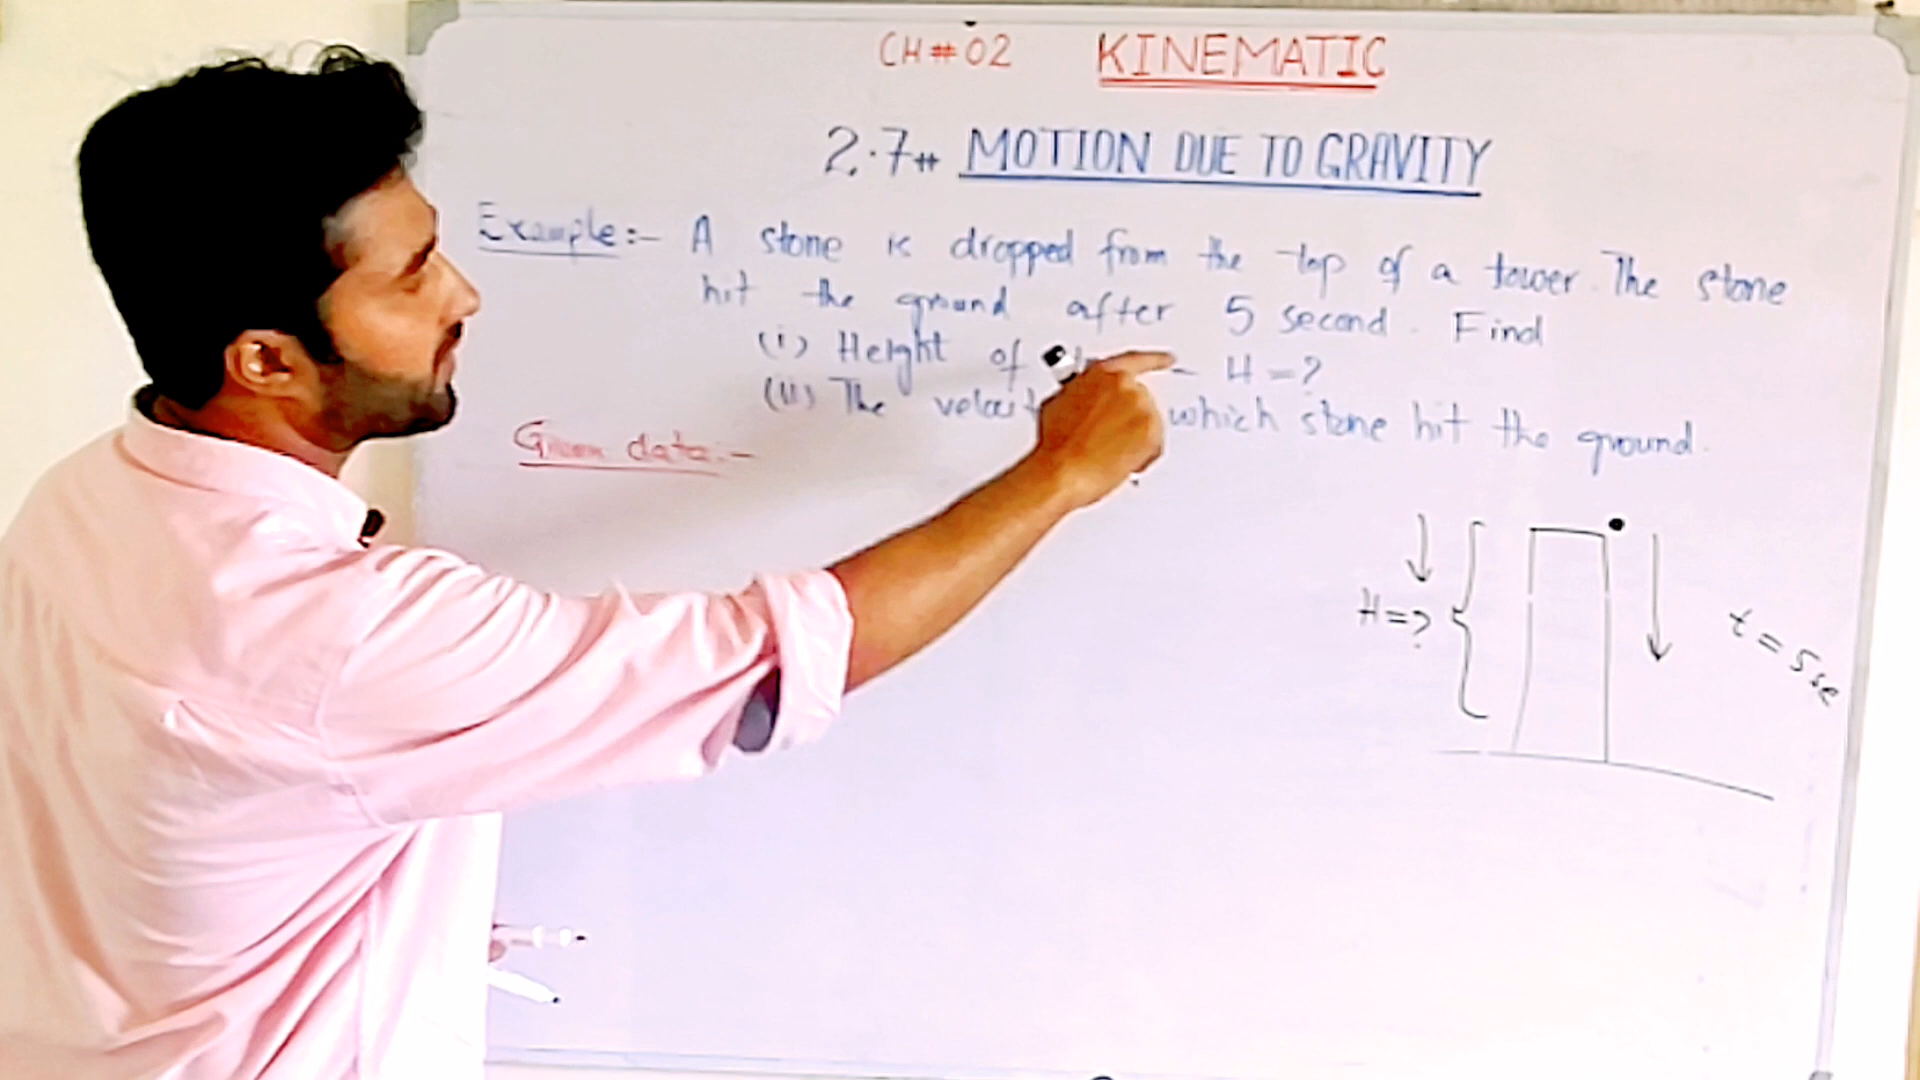 CH # 02 KINEMATIC
2.7# MOTION DUE TO GRAVITY
Example:- A stone is dropped from the top of a tower. The stone
hit the ground after 5 second. Find
(i) Height of H = ?
(ii) The which stone hit the ground.
Given data:-
H = ?
t = 5 se